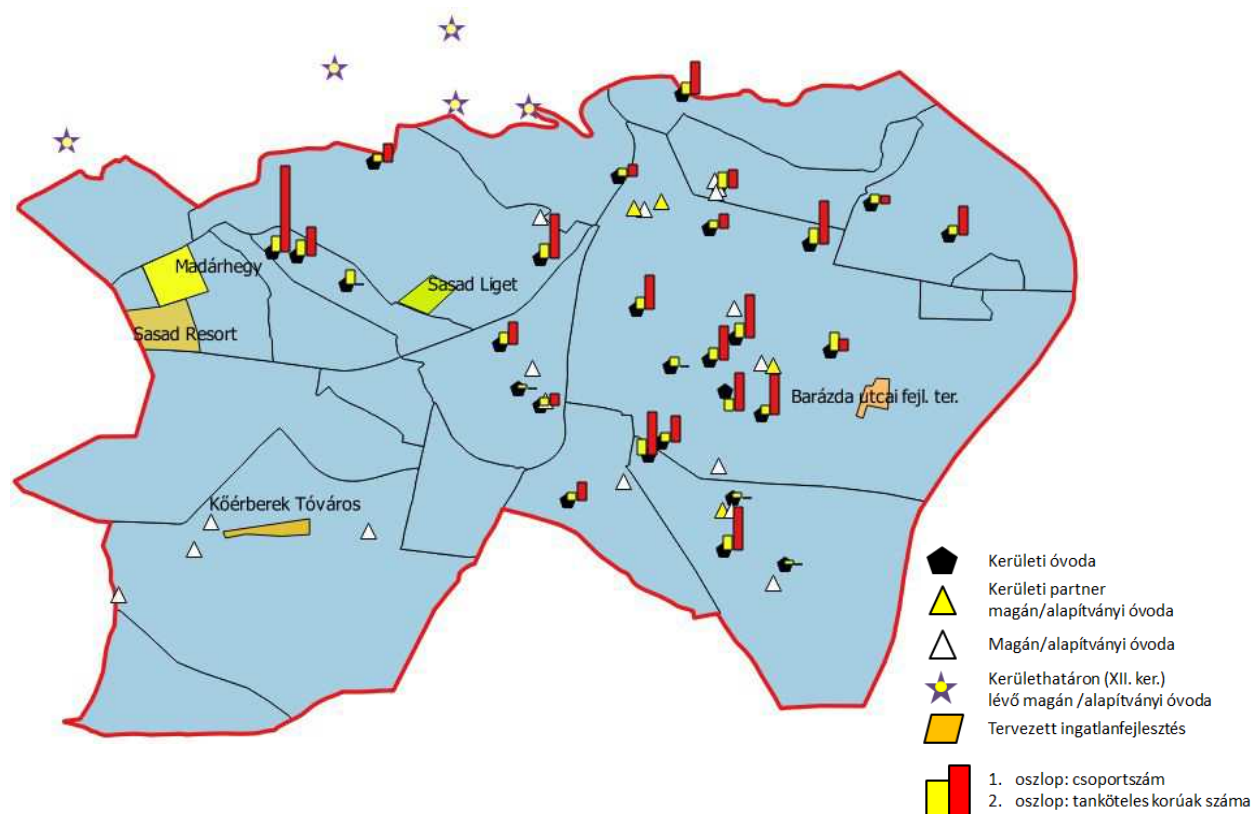 Madárhegy
Sasad Liget
Sasad Resort
Barázda utcai fejl. ter.
Kőérberek Tóváros
Kerületi óvoda
Kerületi partner
magán/alapítványi óvoda
Magán/alapítványi óvoda
Kerülethatáron (XII. ker.)
lévő magán /alapítványi óvoda
Tervezett ingatlanfejlesztés
1. oszlop: csoportszám
2. oszlop: tanköteles korúak száma